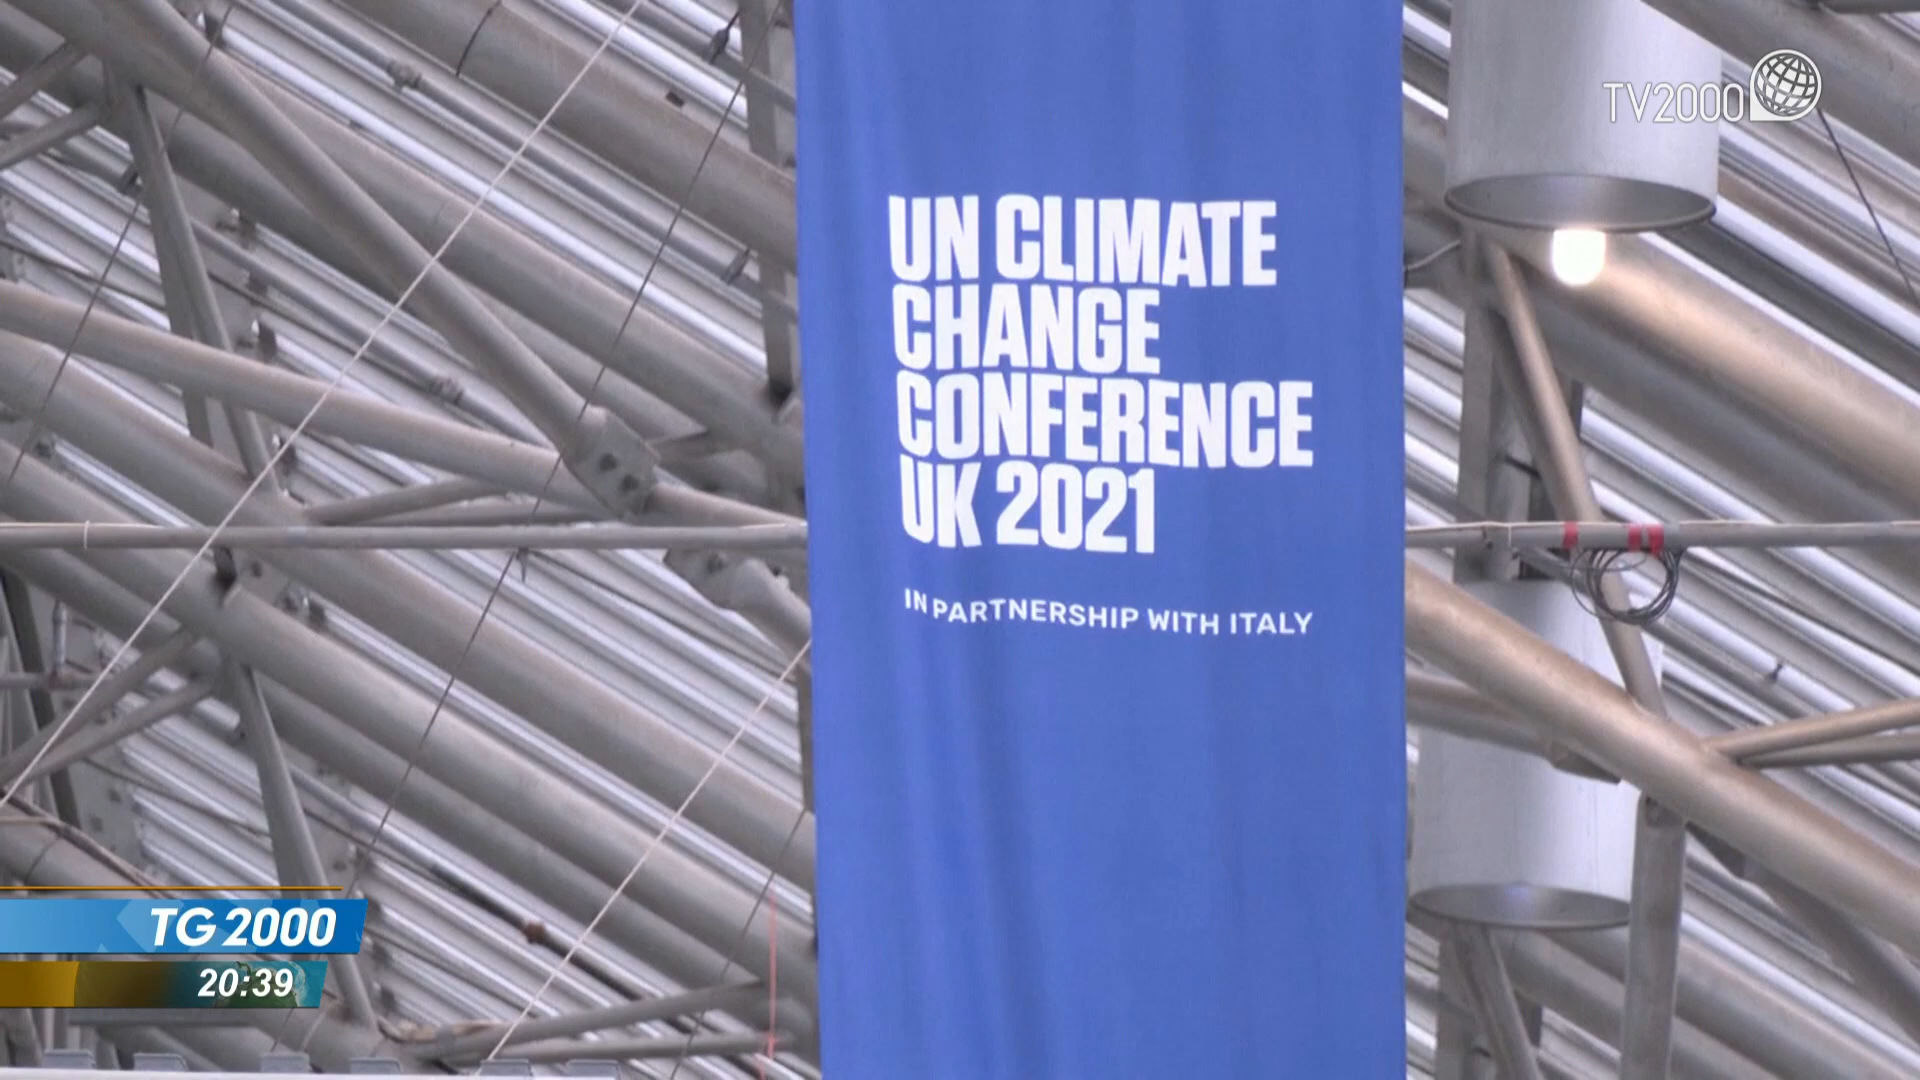 TV2000
UN CLIMATE
CHANGE
CONFERENCE
UK 2021
IN PARTNERSHIP WITH ITALY
TG 2000
20:39